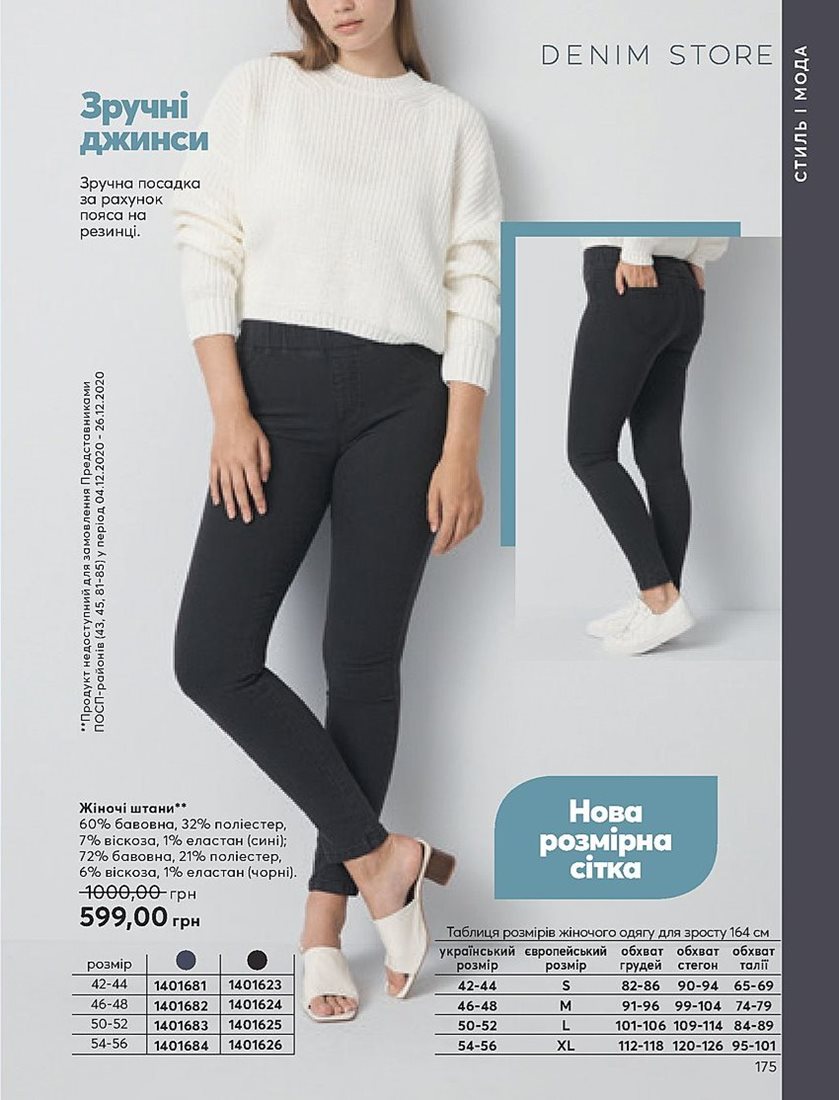 DENIM STORE
СТИЛЬ І МОДА
Зручні
джинси
Зручна посадка
за рахунок
пояса на
резинці.
**Продукт недоступний для замовлення Представниками
ПОСП-районів (43, 45, 81-85) у період 04.12.2020 - 26.12.2020
Жіночі штани**
60% бавовна, 32% поліестер,
7% віскоза, 1% еластан (сині);
72% бавовна, 21% поліестер,
6% віскоза, 1% еластан (чорні).
1000,00 грн
599,00 грн
розмір
42-44 1401681 1401623
46-48 1401682 1401624
50-52 1401683 1401625
54-56 1401684 1401626
Нова
розмірна
сітка
Таблиця розмірів жіночого одягу для зросту 164 см
український європейський обхват обхват обхват
розмір розмір грудей стегон талії
42-44 S 82-86 90-94 65-69
46-48 M 91-96 99-104 74-79
50-52 L 101-106 109-114 84-89
54-56 XL 112-118 120-126 95-101
175